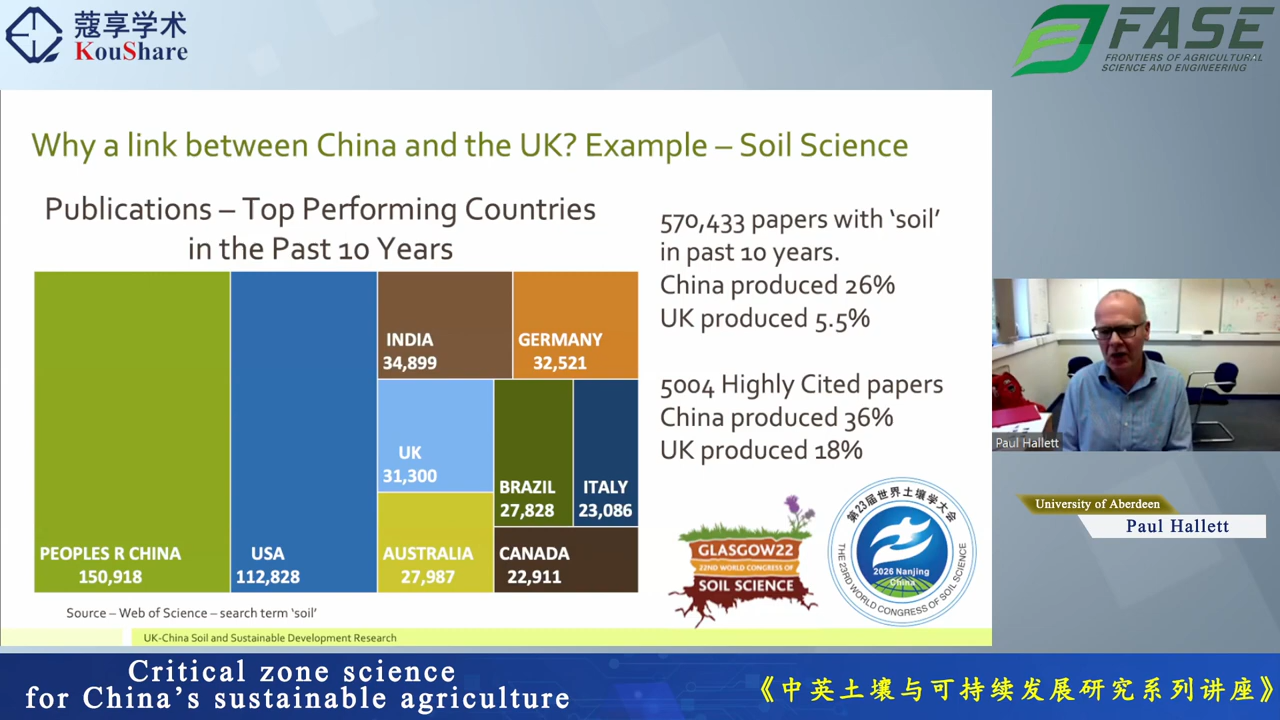 蔻享学术
KouShare
FASE
FRONTIERS OF AGRICULTURAL
SCIENCE AND ENGINEERING
Why a link between China and the UK? Example – Soil Science
Publications – Top Performing Countries
in the Past 10 Years
PEOPLES R CHINA
150,918
USA
112,828
INDIA
34,899
GERMANY
32,521
UK
31,300
AUSTRALIA
27,987
BRAZIL
27,828
ITALY
23,086
CANADA
22,911
Source – Web of Science – search term ‘soil’
570,433 papers with ‘soil’
in past 10 years.
China produced 26%
UK produced 5.5%
5004 Highly Cited papers
China produced 36%
UK produced 18%
GLASGOW22
22ND WORLD CONGRESS OF
SOIL SCIENCE
第23届世界土壤学大会
2026 Nanjing
China
THE 23RD WORLD CONGRESS OF SOIL SCIENCE
UK-China Soil and Sustainable Development Research
Paul Hallett
University of Aberdeen
Paul Hallett
Critical zone science
for China’s sustainable agriculture
《中英土壤与可持续发展研究系列讲座》